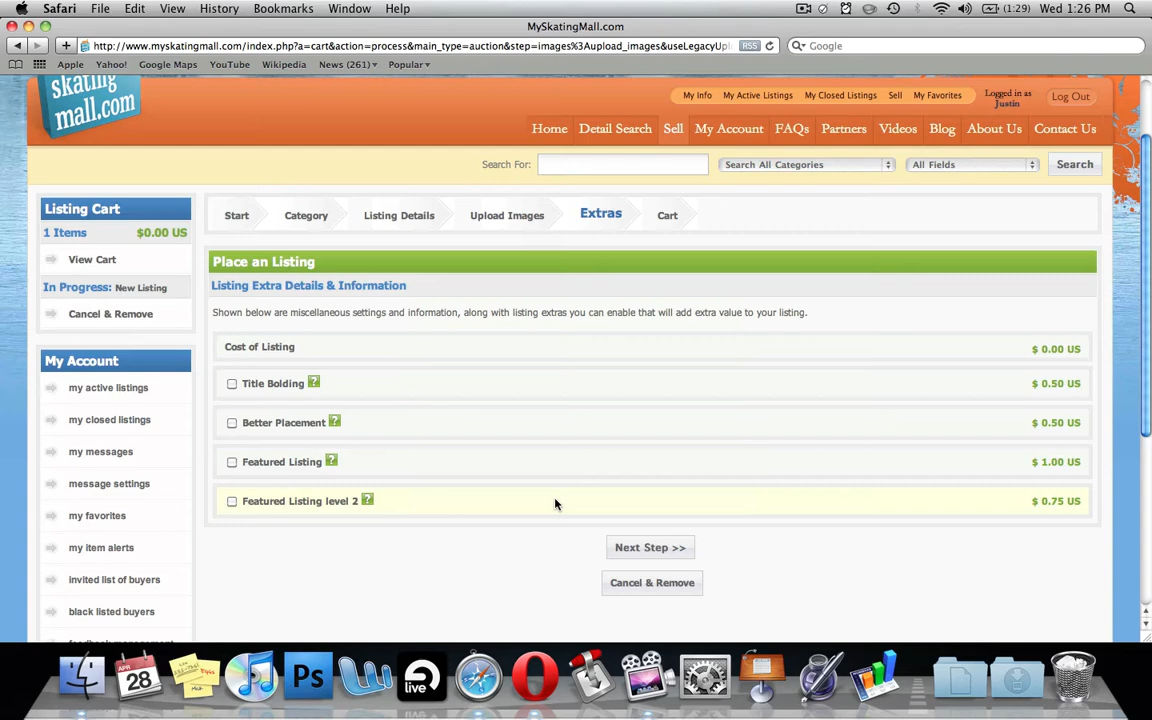 Safari File Edit View History Bookmarks Window Help (1:29) Wed 1:26 PM
MySkatingMall.com
http://www.myskatingmall.com/index.php?a=cart&action=process&main_type=auction&step=images%3Aupload_images&useLegacyUpl RSS Google
Apple Yahoo! Google Maps YouTube Wikipedia News (261) Popular
skating
mall.com
My Info My Active Listings My Closed Listings Sell My Favorites Logged in as Justin Log Out
Home Detail Search Sell My Account FAQs Partners Videos Blog About Us Contact Us
Search For: Search All Categories All Fields Search
Listing Cart
1 Items $0.00 US
View Cart
In Progress: New Listing
Cancel & Remove
My Account
my active listings
my closed listings
my messages
message settings
my favorites
my item alerts
invited list of buyers
black listed buyers
feedback management
Start Category Listing Details Upload Images Extras Cart
Place an Listing
Listing Extra Details & Information
Shown below are miscellaneous settings and information, along with listing extras you can enable that will add extra value to your listing.
Cost of Listing $ 0.00 US
Title Bolding ? $ 0.50 US
Better Placement ? $ 0.50 US
Featured Listing ? $ 1.00 US
Featured Listing level 2 ? $ 0.75 US
Next Step >>
Cancel & Remove
APR
28
Ps
live